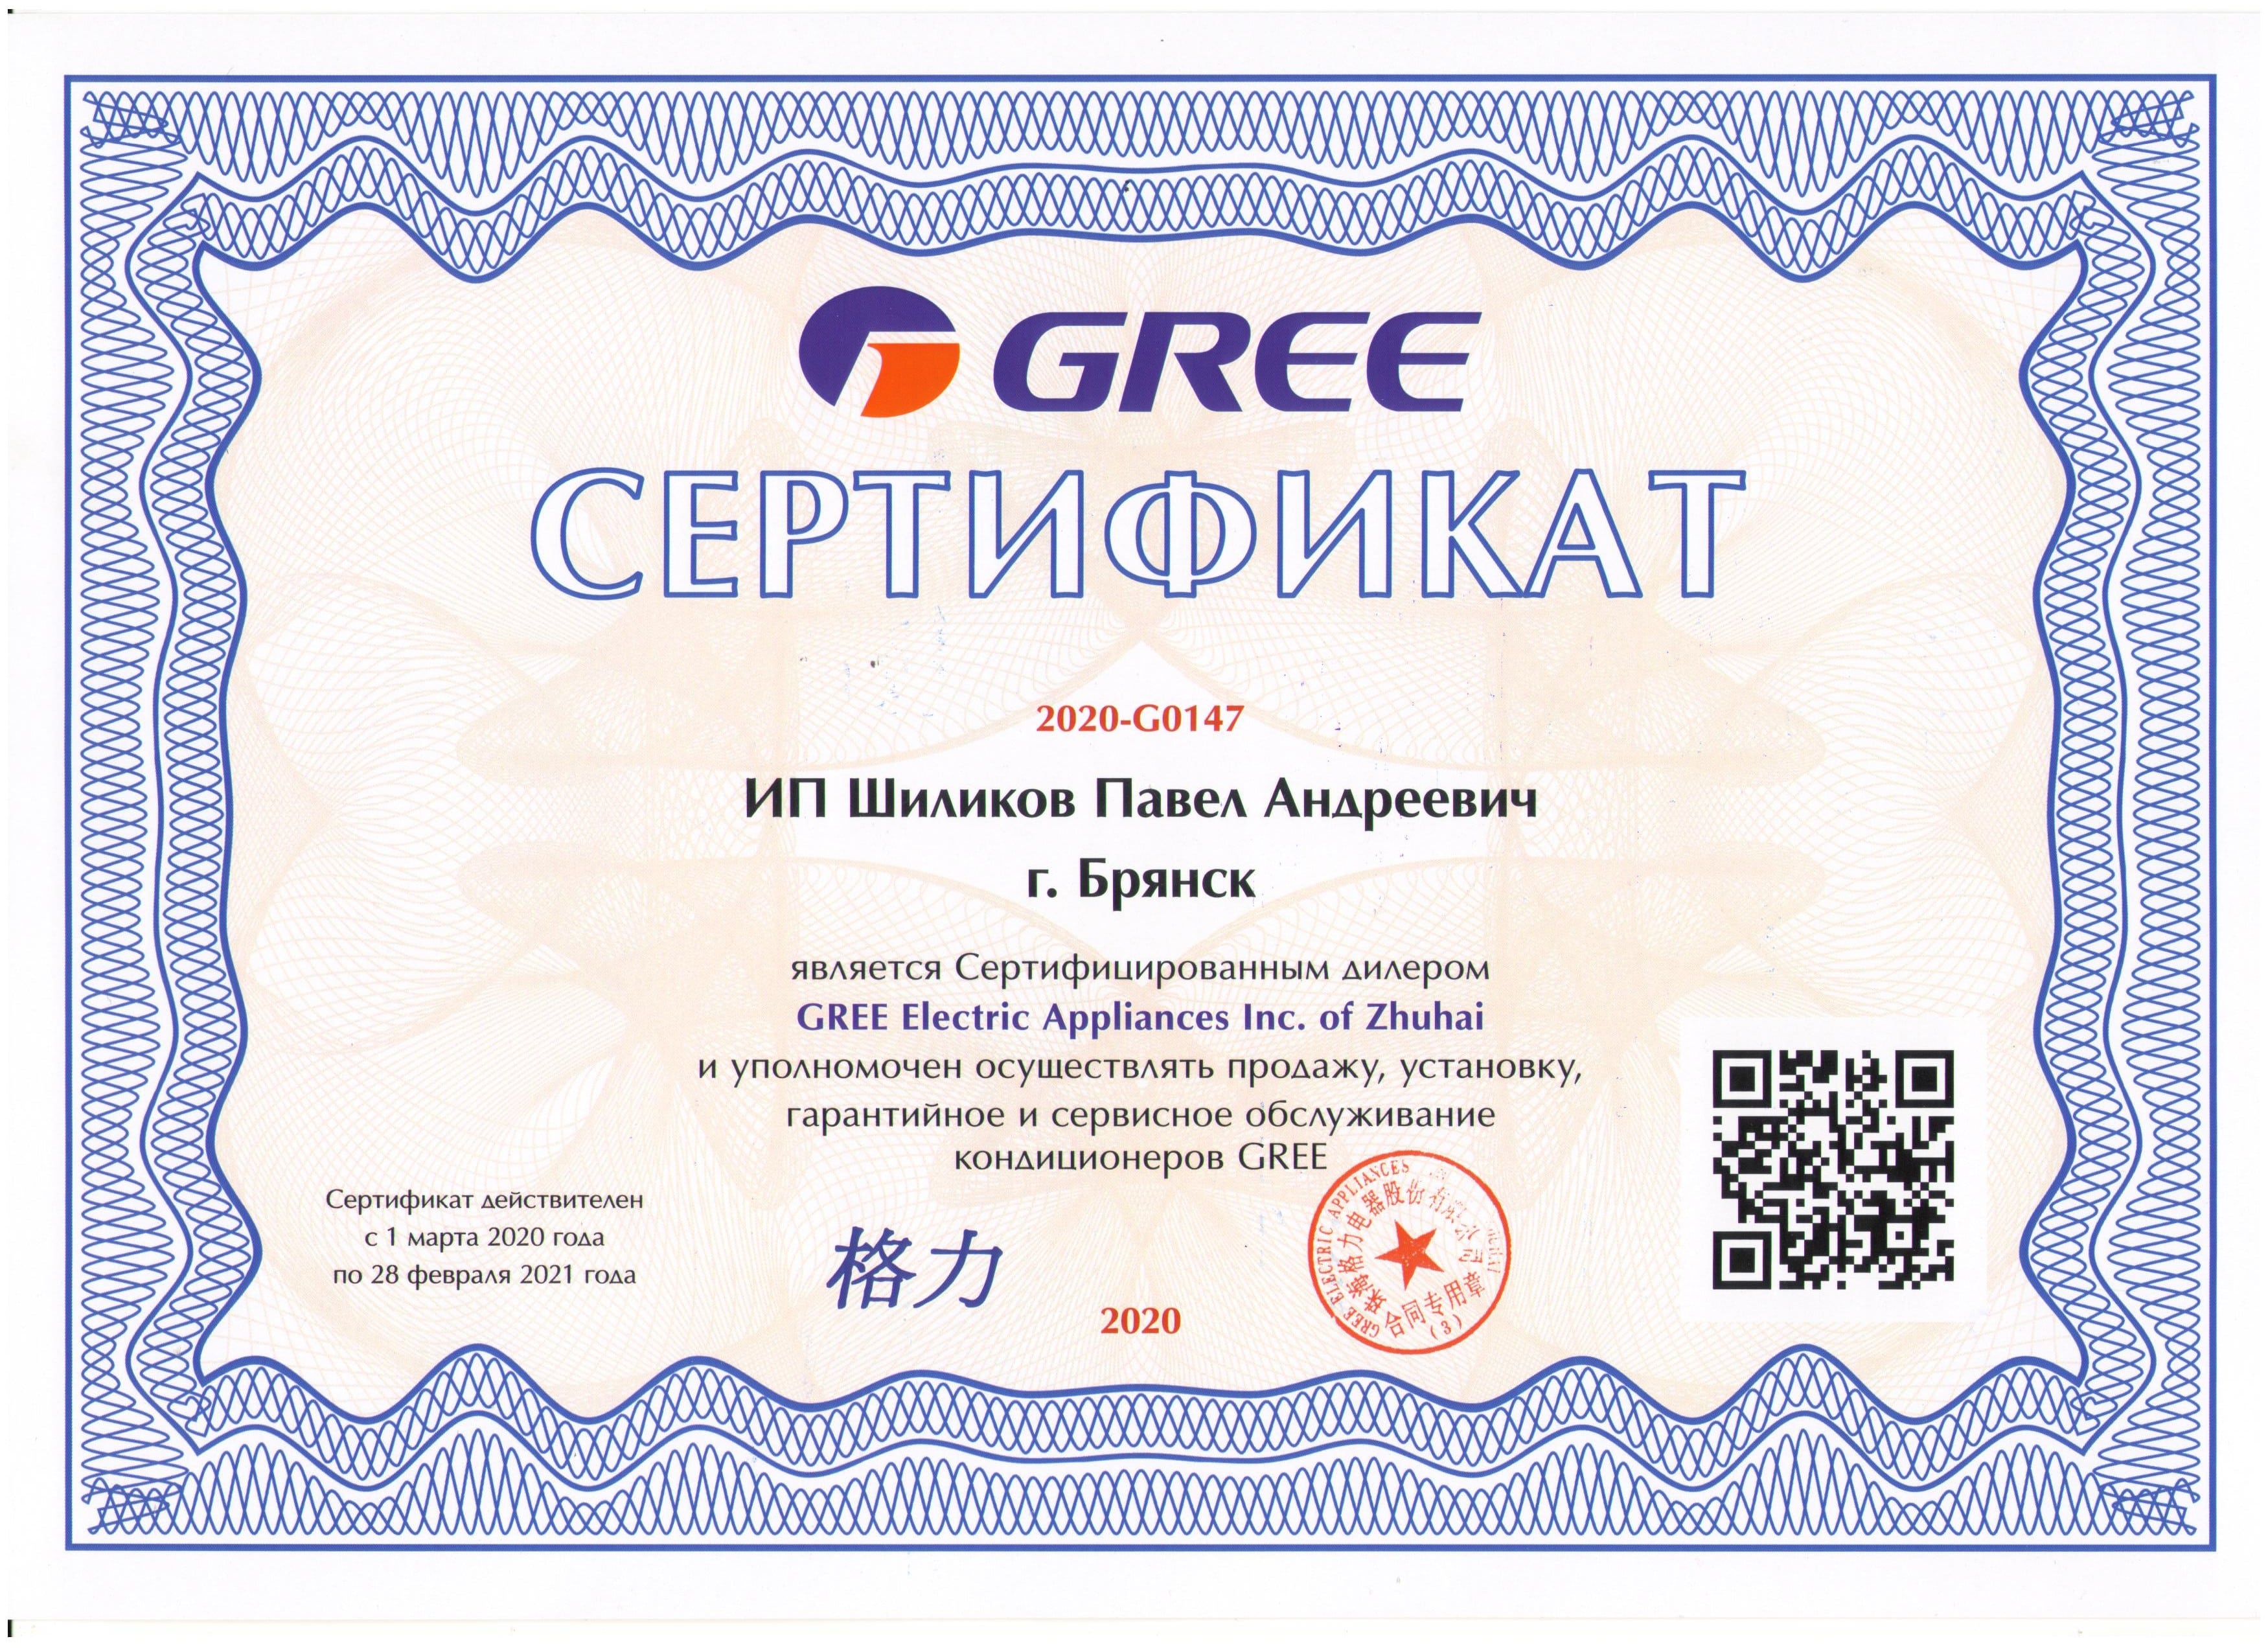 GREE
СЕРТИФИКАТ
2020-G0147
ИП Шиликов Павел Андреевич
г. Брянск
является Сертифицированным дилером
GREE Electric Appliances Inc. of Zhuhai
и уполномочен осуществлять продажу, установку,
гарантийное и сервисное обслуживание
кондиционеров GREE
Сертификат действителен
с 1 марта 2020 года
по 28 февраля 2021 года
格力
2020
GREE ELECTRIC APPLIANCES
珠海格力电器股份有限公司
合同专用章
(3)